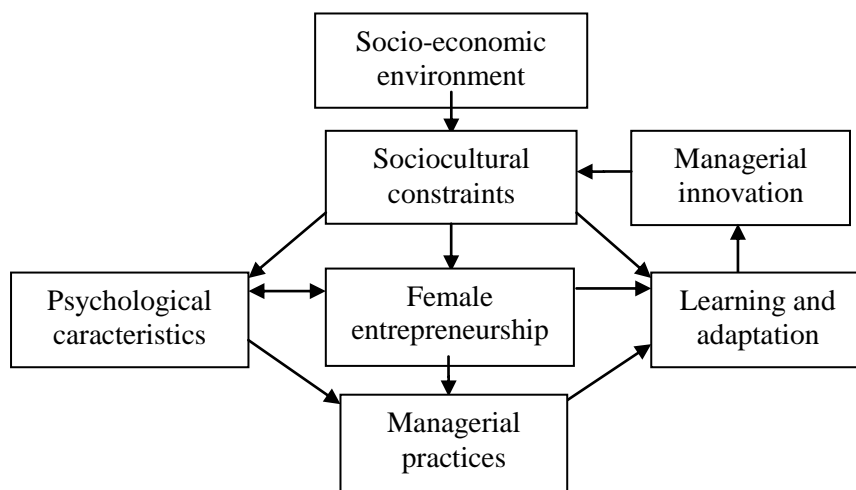 Socio-economic
environment
Sociocultural
constraints
Managerial
innovation
Psychological
caracteristics
Female
entrepreneurship
Learning and
adaptation
Managerial
practices